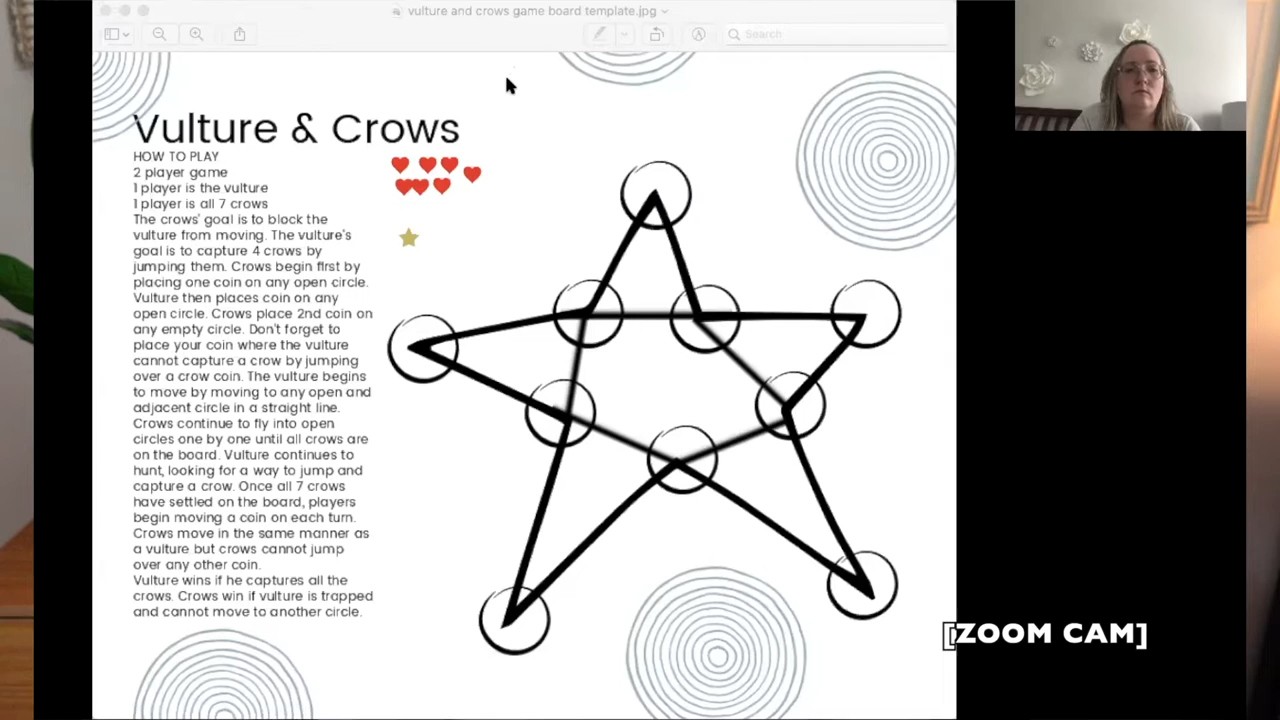 vulture and crows game board template.jpg
Search
Vulture & Crows
HOW TO PLAY
2 player game
1 player is the vulture
1 player is all 7 crows
The crows' goal is to block the
vulture from moving. The vulture's
goal is to capture 4 crows by
jumping them. Crows begin first by
placing one coin on any open circle.
Vulture then places coin on any
open circle. Crows place 2nd coin on
any empty circle. Don't forget to
place your coin where the vulture
cannot capture a crow by jumping
over a crow coin. The vulture begins
to move by moving to any open and
adjacent circle in a straight line.
Crows continue to fly into open
circles one by one until all crows are
on the board. Vulture continues to
hunt, looking for a way to jump and
capture a crow. Once all 7 crows
have settled on the board, players
begin moving a coin on each turn.
Crows move in the same manner as
a vulture but crows cannot jump
over any other coin.
Vulture wins if he captures all the
crows. Crows win if vulture is trapped
and cannot move to another circle.
[ZOOM CAM]